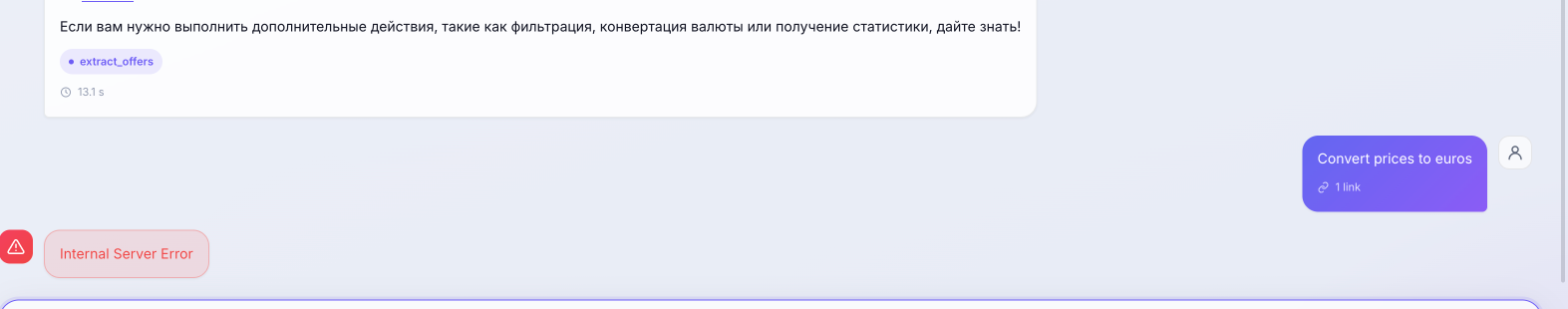 Если вам нужно выполнить дополнительные действия, такие как фильтрация, конвертация валюты или получение статистики, дайте знать!
extract_offers
13.1 s
Convert prices to euros
1 link
Internal Server Error